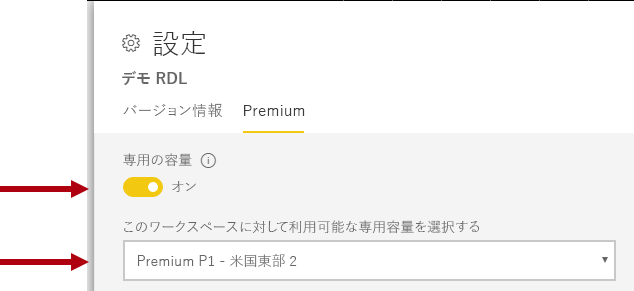 設定
デモ RDL
バージョン情報 Premium
専用の容量
オン
このワークスペースに対して利用可能な専用容量を選択する
Premium P1 - 米国東部 2